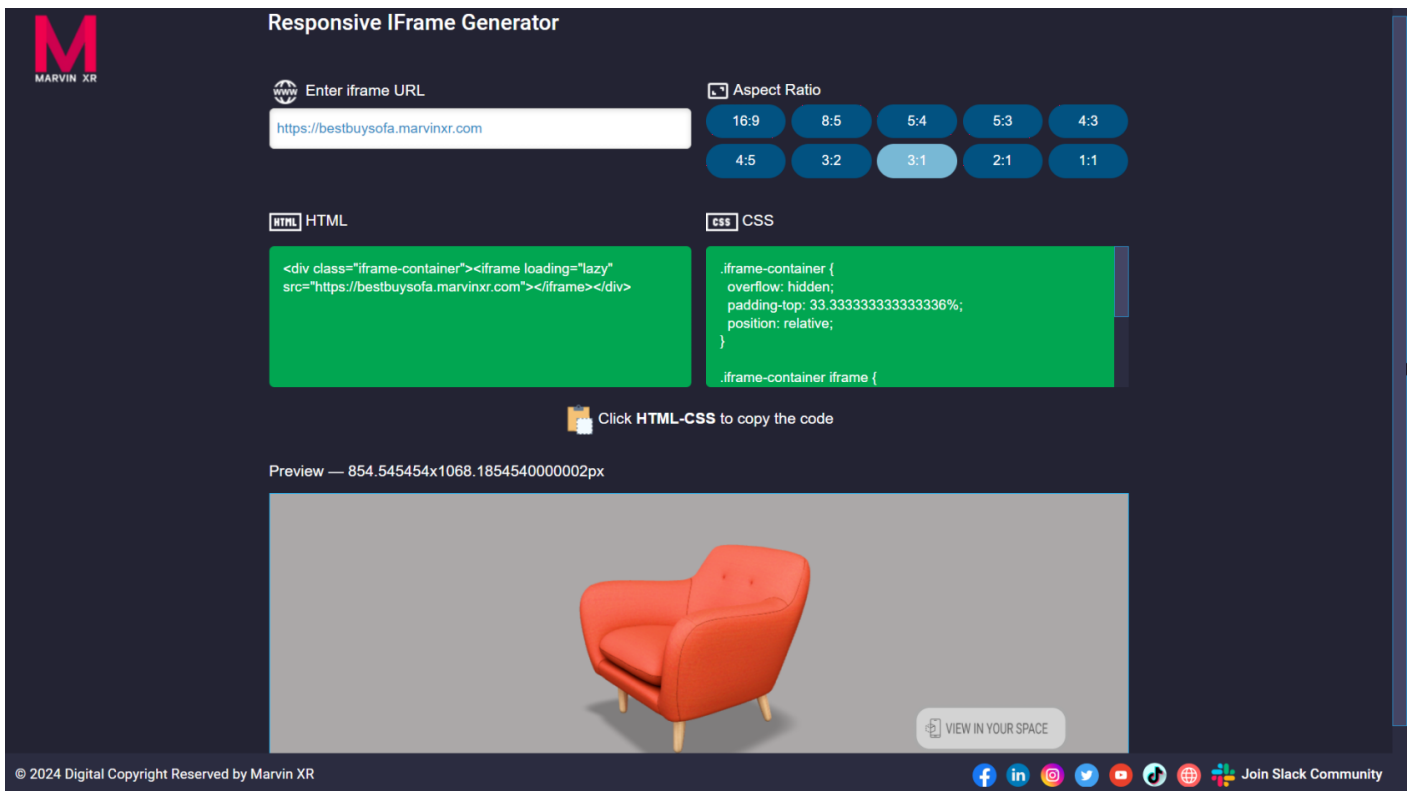 Responsive IFrame Generator
M
MARVIN XR
www Enter iframe URL
https://bestbuysofa.marvinxr.com
Aspect Ratio
16:9 8:5 5:4 5:3 4:3
4:5 3:2 3:1 2:1 1:1
HTML HTML
<div class="iframe-container"><iframe loading="lazy"
src="https://bestbuysofa.marvinxr.com"></iframe></div>
CSS CSS
.iframe-container {
overflow: hidden;
padding-top: 33.333333333333336%;
position: relative;
}
.iframe-container iframe {
Click HTML-CSS to copy the code
Preview — 854.545454x1068.1854540000002px
VIEW IN YOUR SPACE
© 2024 Digital Copyright Reserved by Marvin XR
Join Slack Community